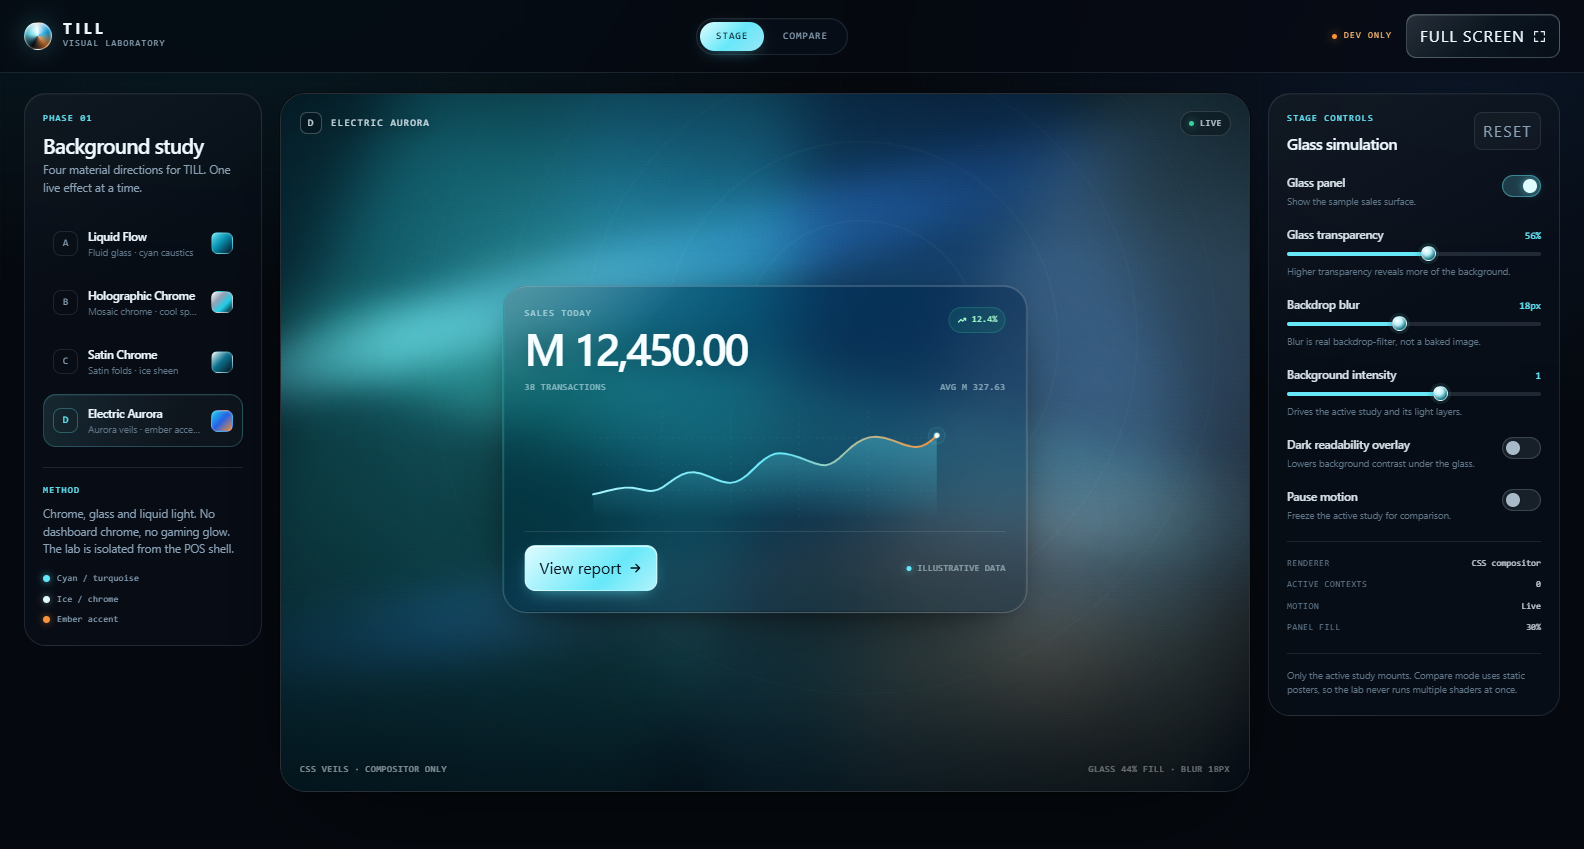 TILL
VISUAL LABORATORY
STAGE
COMPARE
DEV ONLY
FULL SCREEN
PHASE 01
Background study
Four material directions for TILL. One
live effect at a time.
A
Liquid Flow
Fluid glass · cyan caustics
B
Holographic Chrome
Mosaic chrome · cool sp...
C
Satin Chrome
Satin folds · ice sheen
D
Electric Aurora
Aurora veils · ember acce...
METHOD
Chrome, glass and liquid light. No
dashboard chrome, no gaming glow.
The lab is isolated from the POS shell.
Cyan / turquoise
Ice / chrome
Ember accent
D
ELECTRIC AURORA
LIVE
SALES TODAY
12.4%
M 12,450.00
38 TRANSACTIONS
AVG M 327.63
View report →
ILLUSTRATIVE DATA
CSS VEILS · COMPOSITOR ONLY
GLASS 44% FILL · BLUR 18PX
STAGE CONTROLS
Glass simulation
RESET
Glass panel
Show the sample sales surface.
Glass transparency
56%
Higher transparency reveals more of the background.
Backdrop blur
18px
Blur is real backdrop-filter, not a baked image.
Background intensity
1
Drives the active study and its light layers.
Dark readability overlay
Lowers background contrast under the glass.
Pause motion
Freeze the active study for comparison.
RENDERER
CSS compositor
ACTIVE CONTEXTS
0
MOTION
Live
PANEL FILL
30%
Only the active study mounts. Compare mode uses static
posters, so the lab never runs multiple shaders at once.